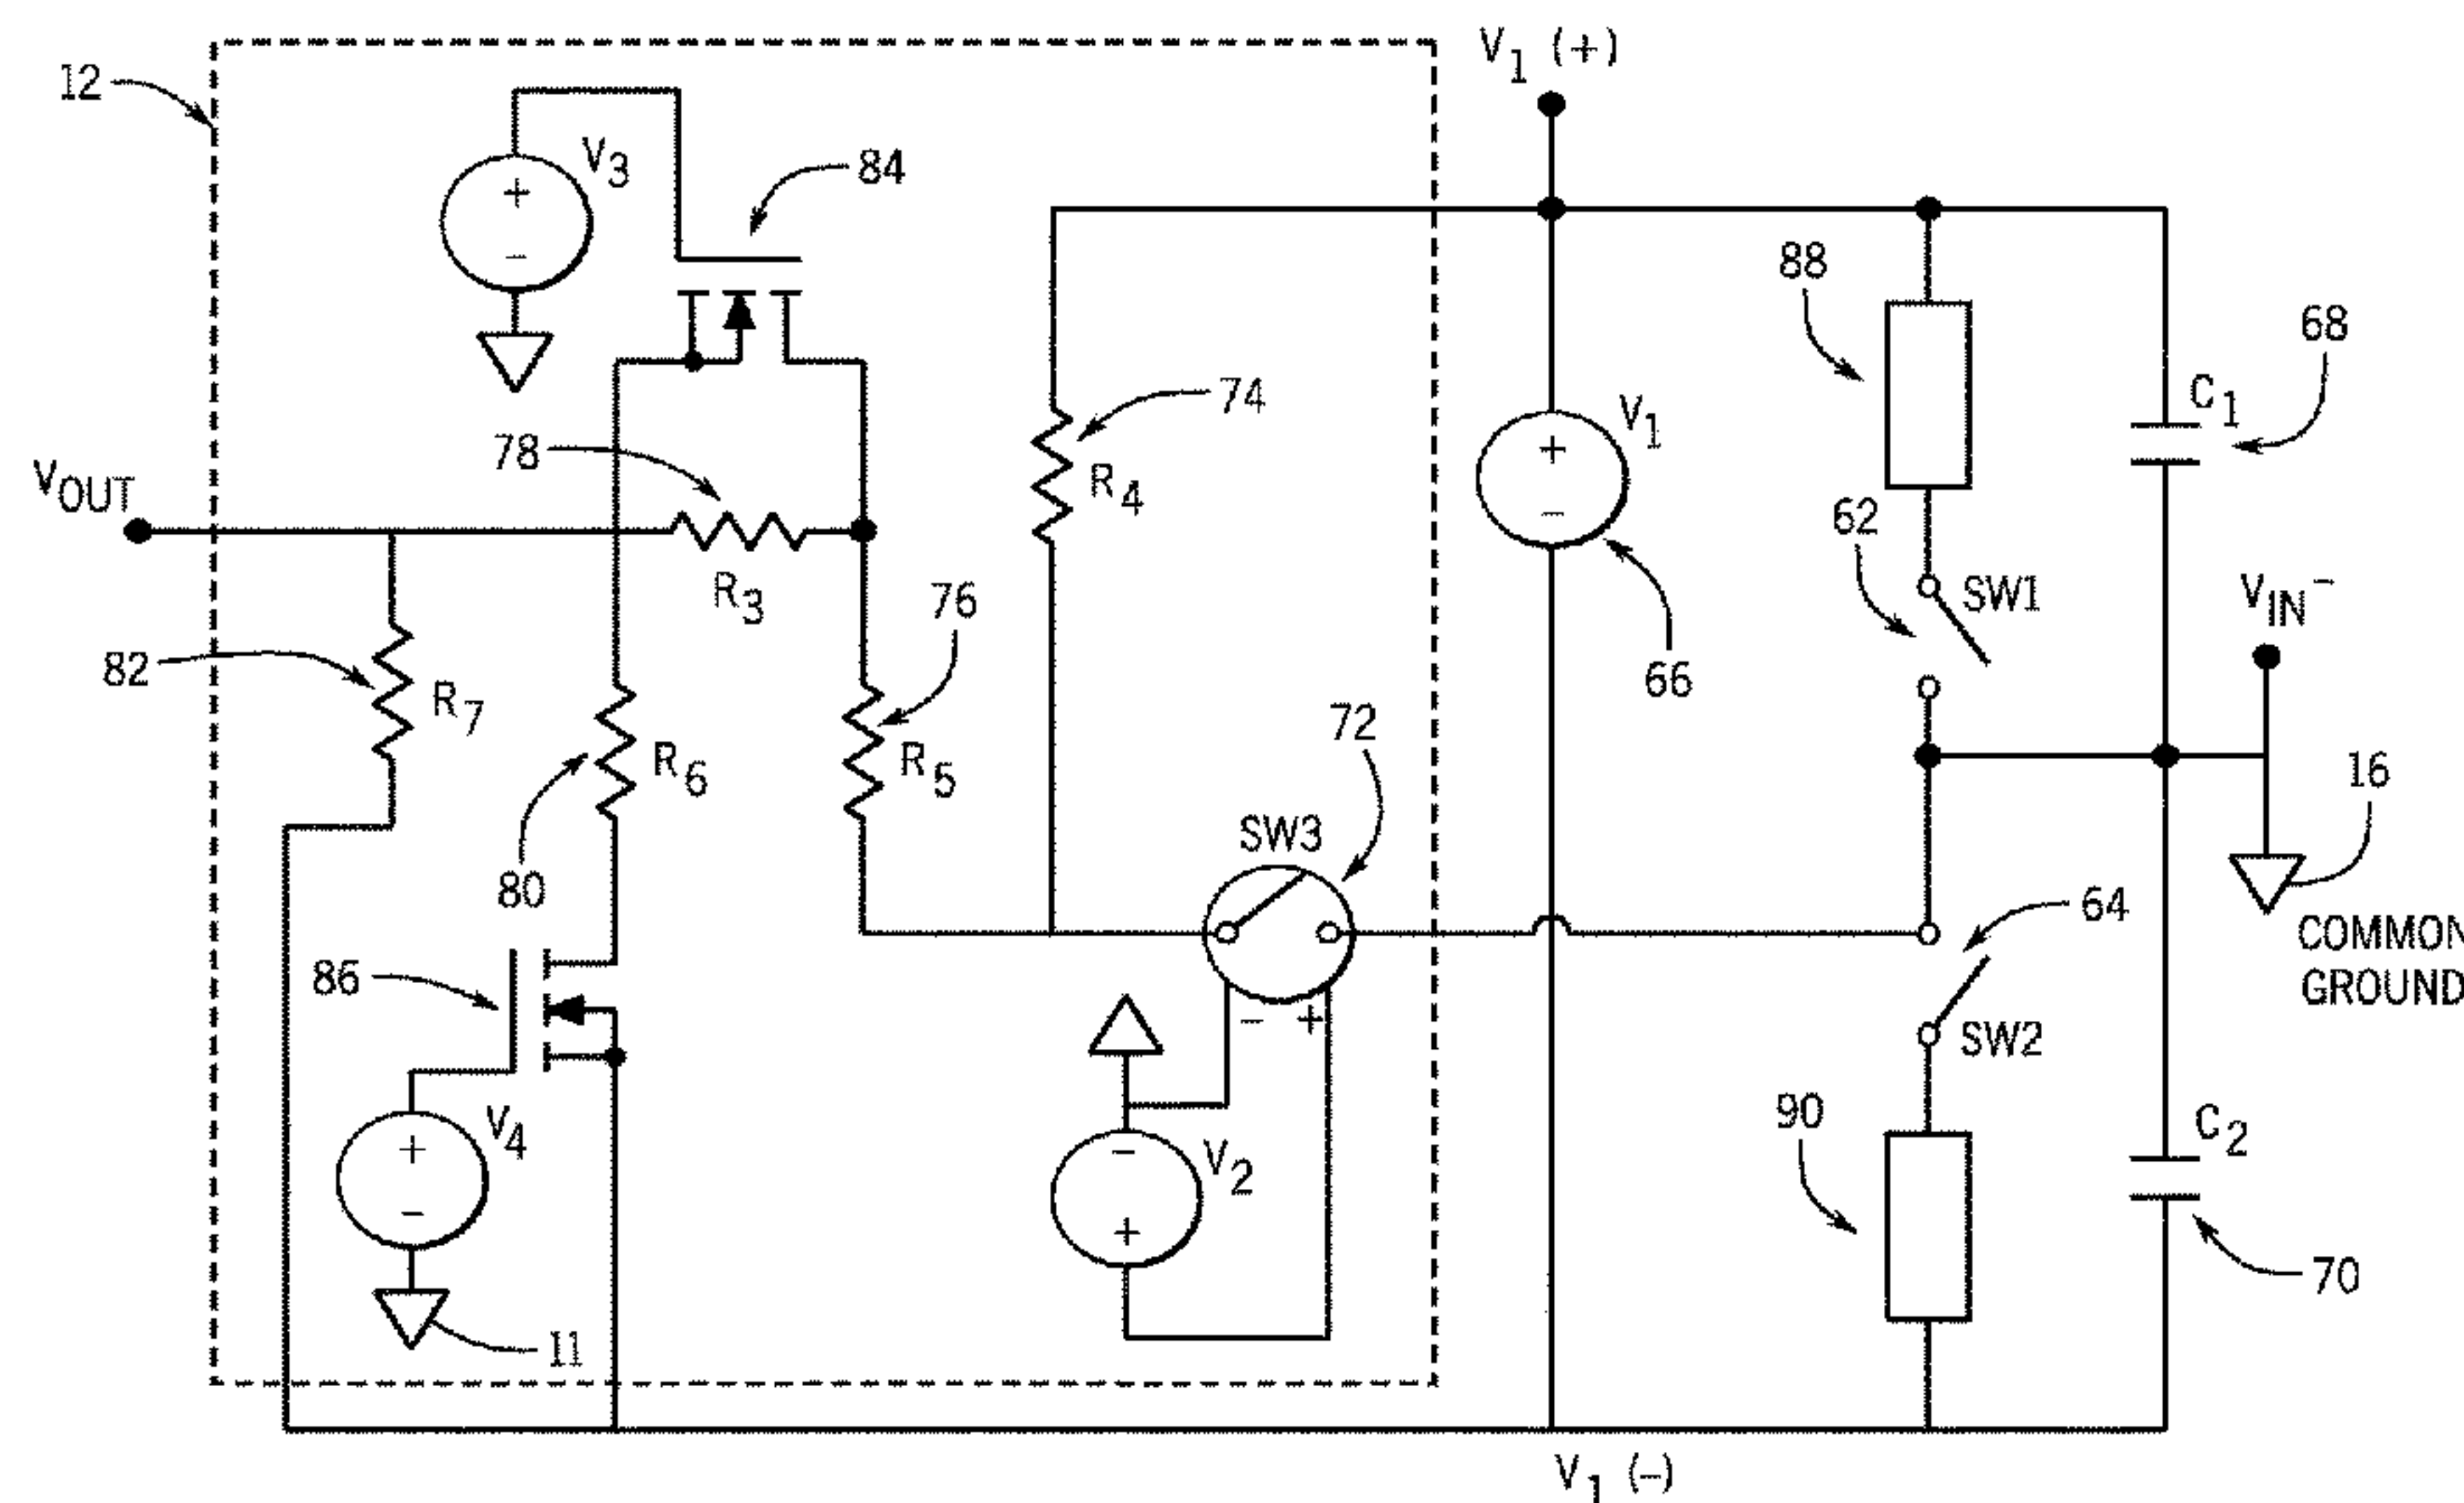 V1 (+)
12
V3
84
88
68
C1
74
78
R4
V1
VOUT
62
R3
76
SW1
VIN-
82
R7
66
72
R6
R5
16
SW3
80
64
COMMON
GROUND
86
- +
SW2
V4
V2
90
C2
70
11
V1 (-)